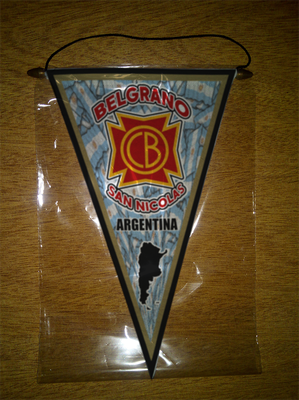 BELGRANO
CB
SAN NICOLAS
ARGENTINA